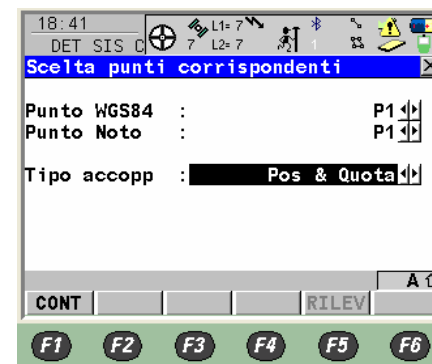 18:41 L1= 7
DET SIS C 7 L2= 7 1
Scelta punti corrispondenti
Punto WGS84 : P1
Punto Noto : P1
Tipo accopp : Pos & Quota
A
CONT RILEV
F1 F2 F3 F4 F5 F6